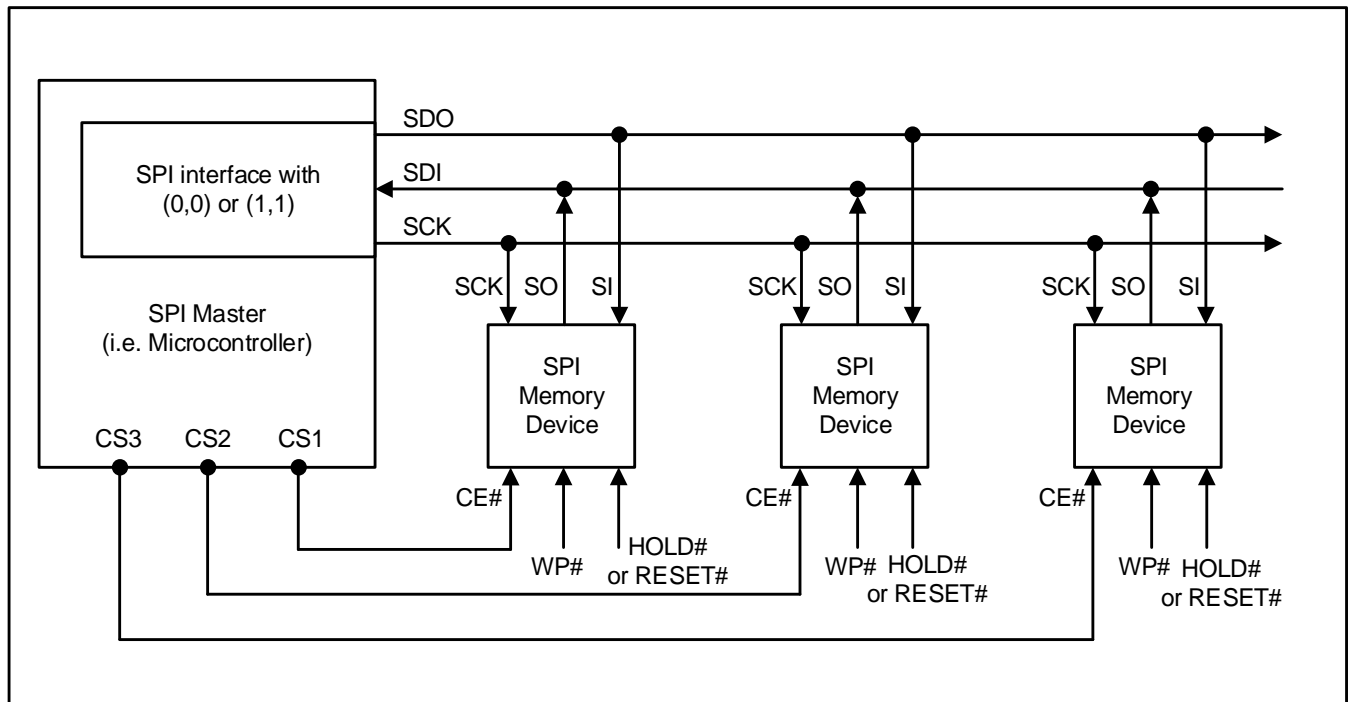 SDO
SPI interface with
(0,0) or (1,1)
SDI
SCK
SPI Master
(i.e. Microcontroller)
SCK SO SI
SCK SO SI
SCK SO SI
SPI
Memory
Device
SPI
Memory
Device
SPI
Memory
Device
CS3 CS2 CS1
CE#
WP#
HOLD#
or RESET#
CE#
WP#
HOLD#
or RESET#
CE#
WP#
HOLD#
or RESET#